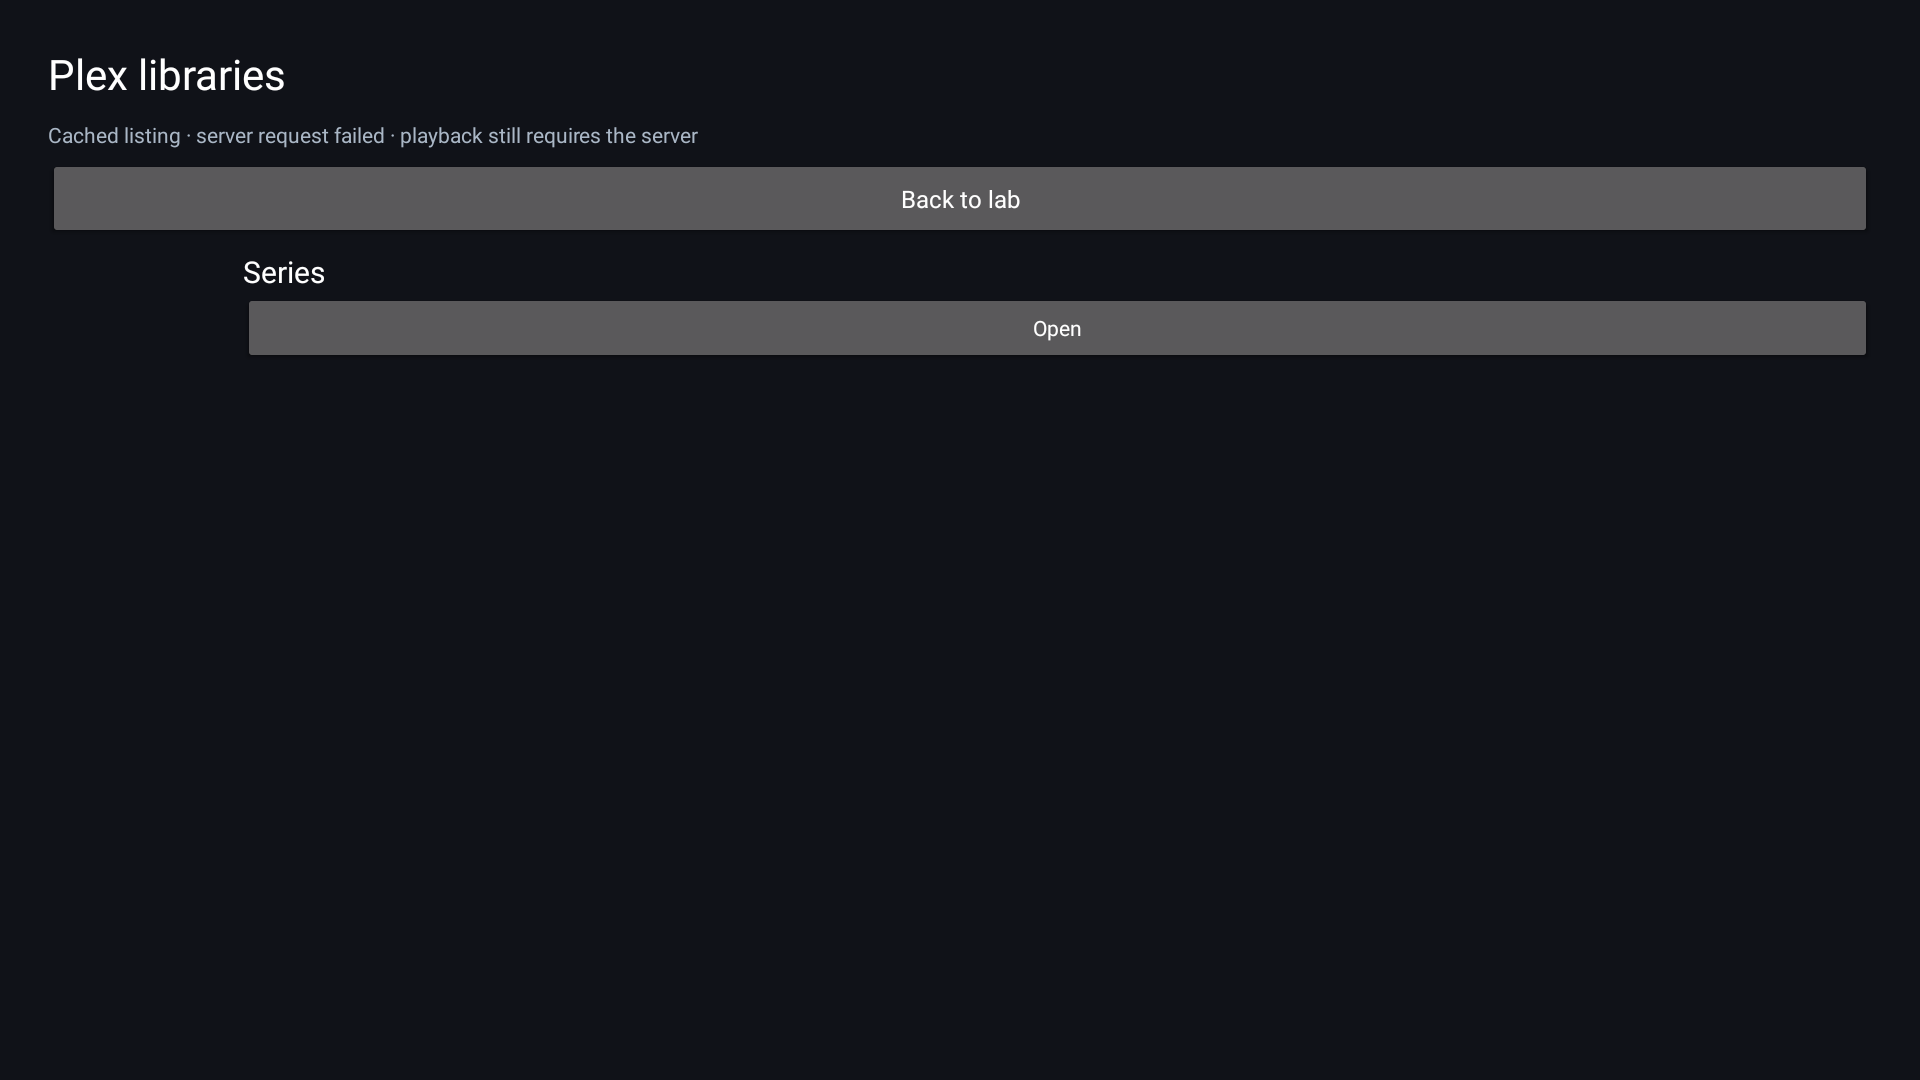 Plex libraries
Cached listing · server request failed · playback still requires the server
Back to lab
Series
Open